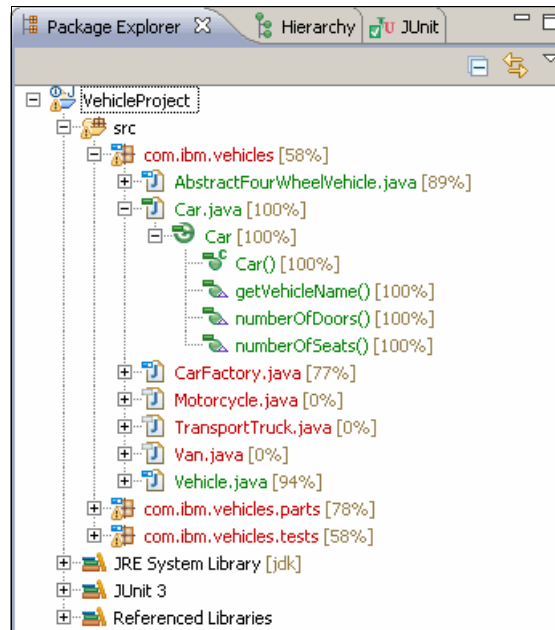 Package Explorer Hierarchy JUnit
VehicleProject
src
com.ibm.vehicles [58%]
AbstractFourWheelVehicle.java [89%]
Car.java [100%]
Car [100%]
Car() [100%]
getVehicleName() [100%]
numberOfDoors() [100%]
numberOfSeats() [100%]
CarFactory.java [77%]
Motorcycle.java [0%]
TransportTruck.java [0%]
Van.java [0%]
Vehicle.java [94%]
com.ibm.vehicles.parts [78%]
com.ibm.vehicles.tests [58%]
JRE System Library [jdk]
JUnit 3
Referenced Libraries